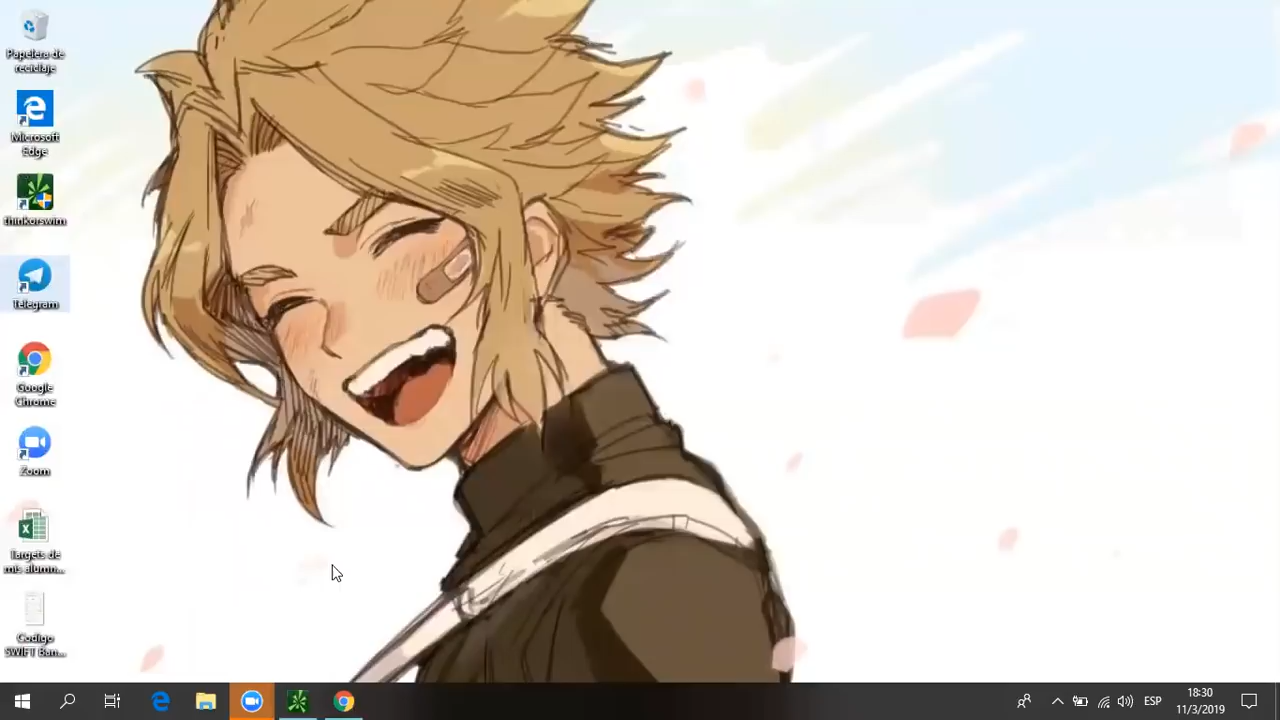 Papelera de
reciclaje
Microsoft
Edge
thinkorswim
Telegram
Google
Chrome
Zoom
Targets de
mis alumn...
Codigo
SWIFT Ban...
ESP
18:30
11/3/2019